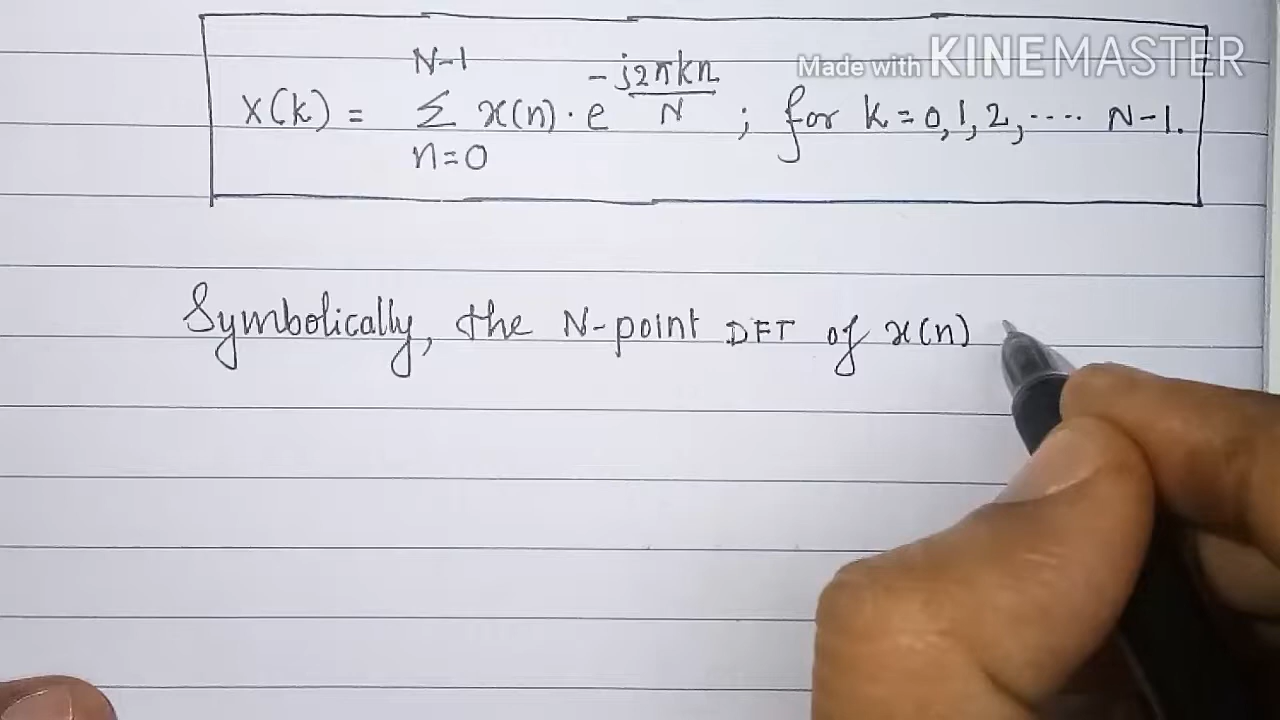 Made with KINEMASTER
N-1
X(k) = Σ x(n) · e^(-j2πkn/N) ; for k = 0, 1, 2, ···· N-1.
n=0
Symbolically, the N-point DFT of x(n)